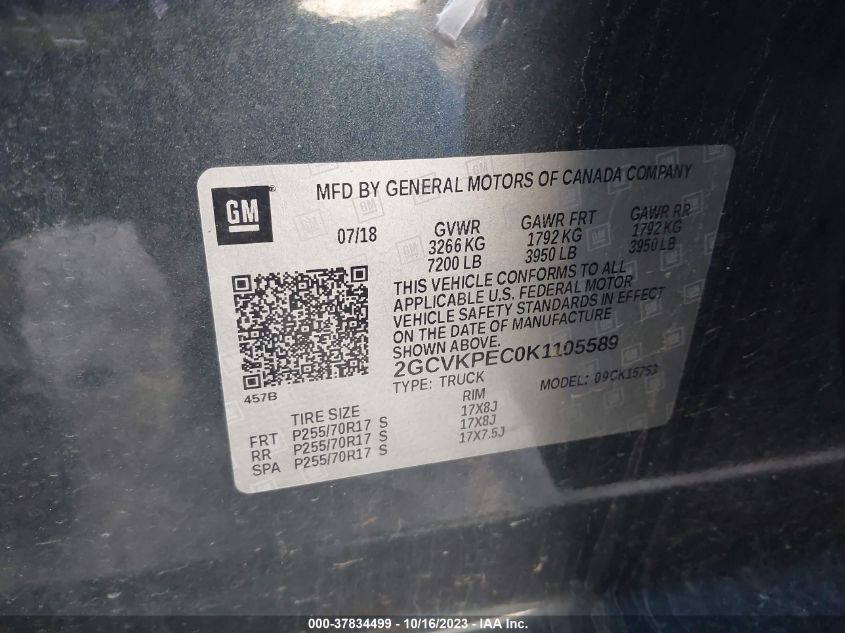 GM
MFD BY GENERAL MOTORS OF CANADA COMPANY
07/18
GVWR GAWR FRT GAWR RR
3266 KG 1792 KG 1792 KG
7200 LB 3950 LB 3950 LB
THIS VEHICLE CONFORMS TO ALL
APPLICABLE U.S. FEDERAL MOTOR
VEHICLE SAFETY STANDARDS IN EFFECT
ON THE DATE OF MANUFACTURE
SHOWN ABOVE.
2GCVKPEC0K1105589
TYPE: TRUCK MODEL: 09CK15753
457B
TIRE SIZE RIM
FRT P255/70R17 S 17X8J
RR P255/70R17 S 17X8J
SPA P255/70R17 S 17X7.5J
000-37834499 - 10/16/2023 - IAA Inc.